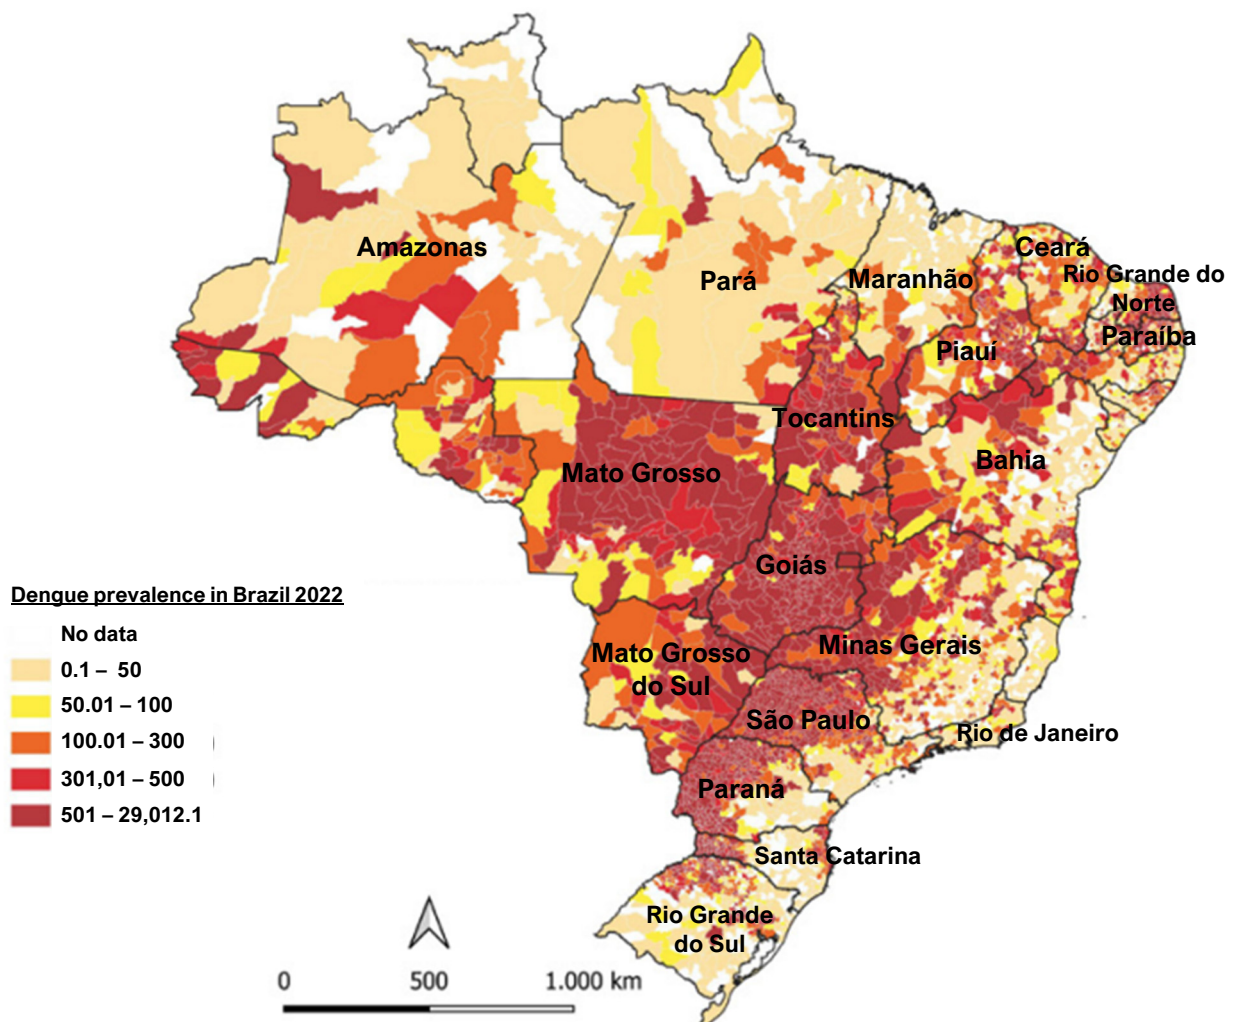 Amazonas
Pará
Maranhão
Ceará
Rio Grande do
Norte
Paraíba
Piauí
Tocantins
Bahia
Mato Grosso
Goiás
Mato Grosso
do Sul
Minas Gerais
São Paulo
Rio de Janeiro
Paraná
Santa Catarina
Rio Grande
do Sul
Dengue prevalence in Brazil 2022
No data
0.1 – 50
50.01 – 100
100.01 – 300
301,01 – 500
501 – 29,012.1
0 500 1.000 km